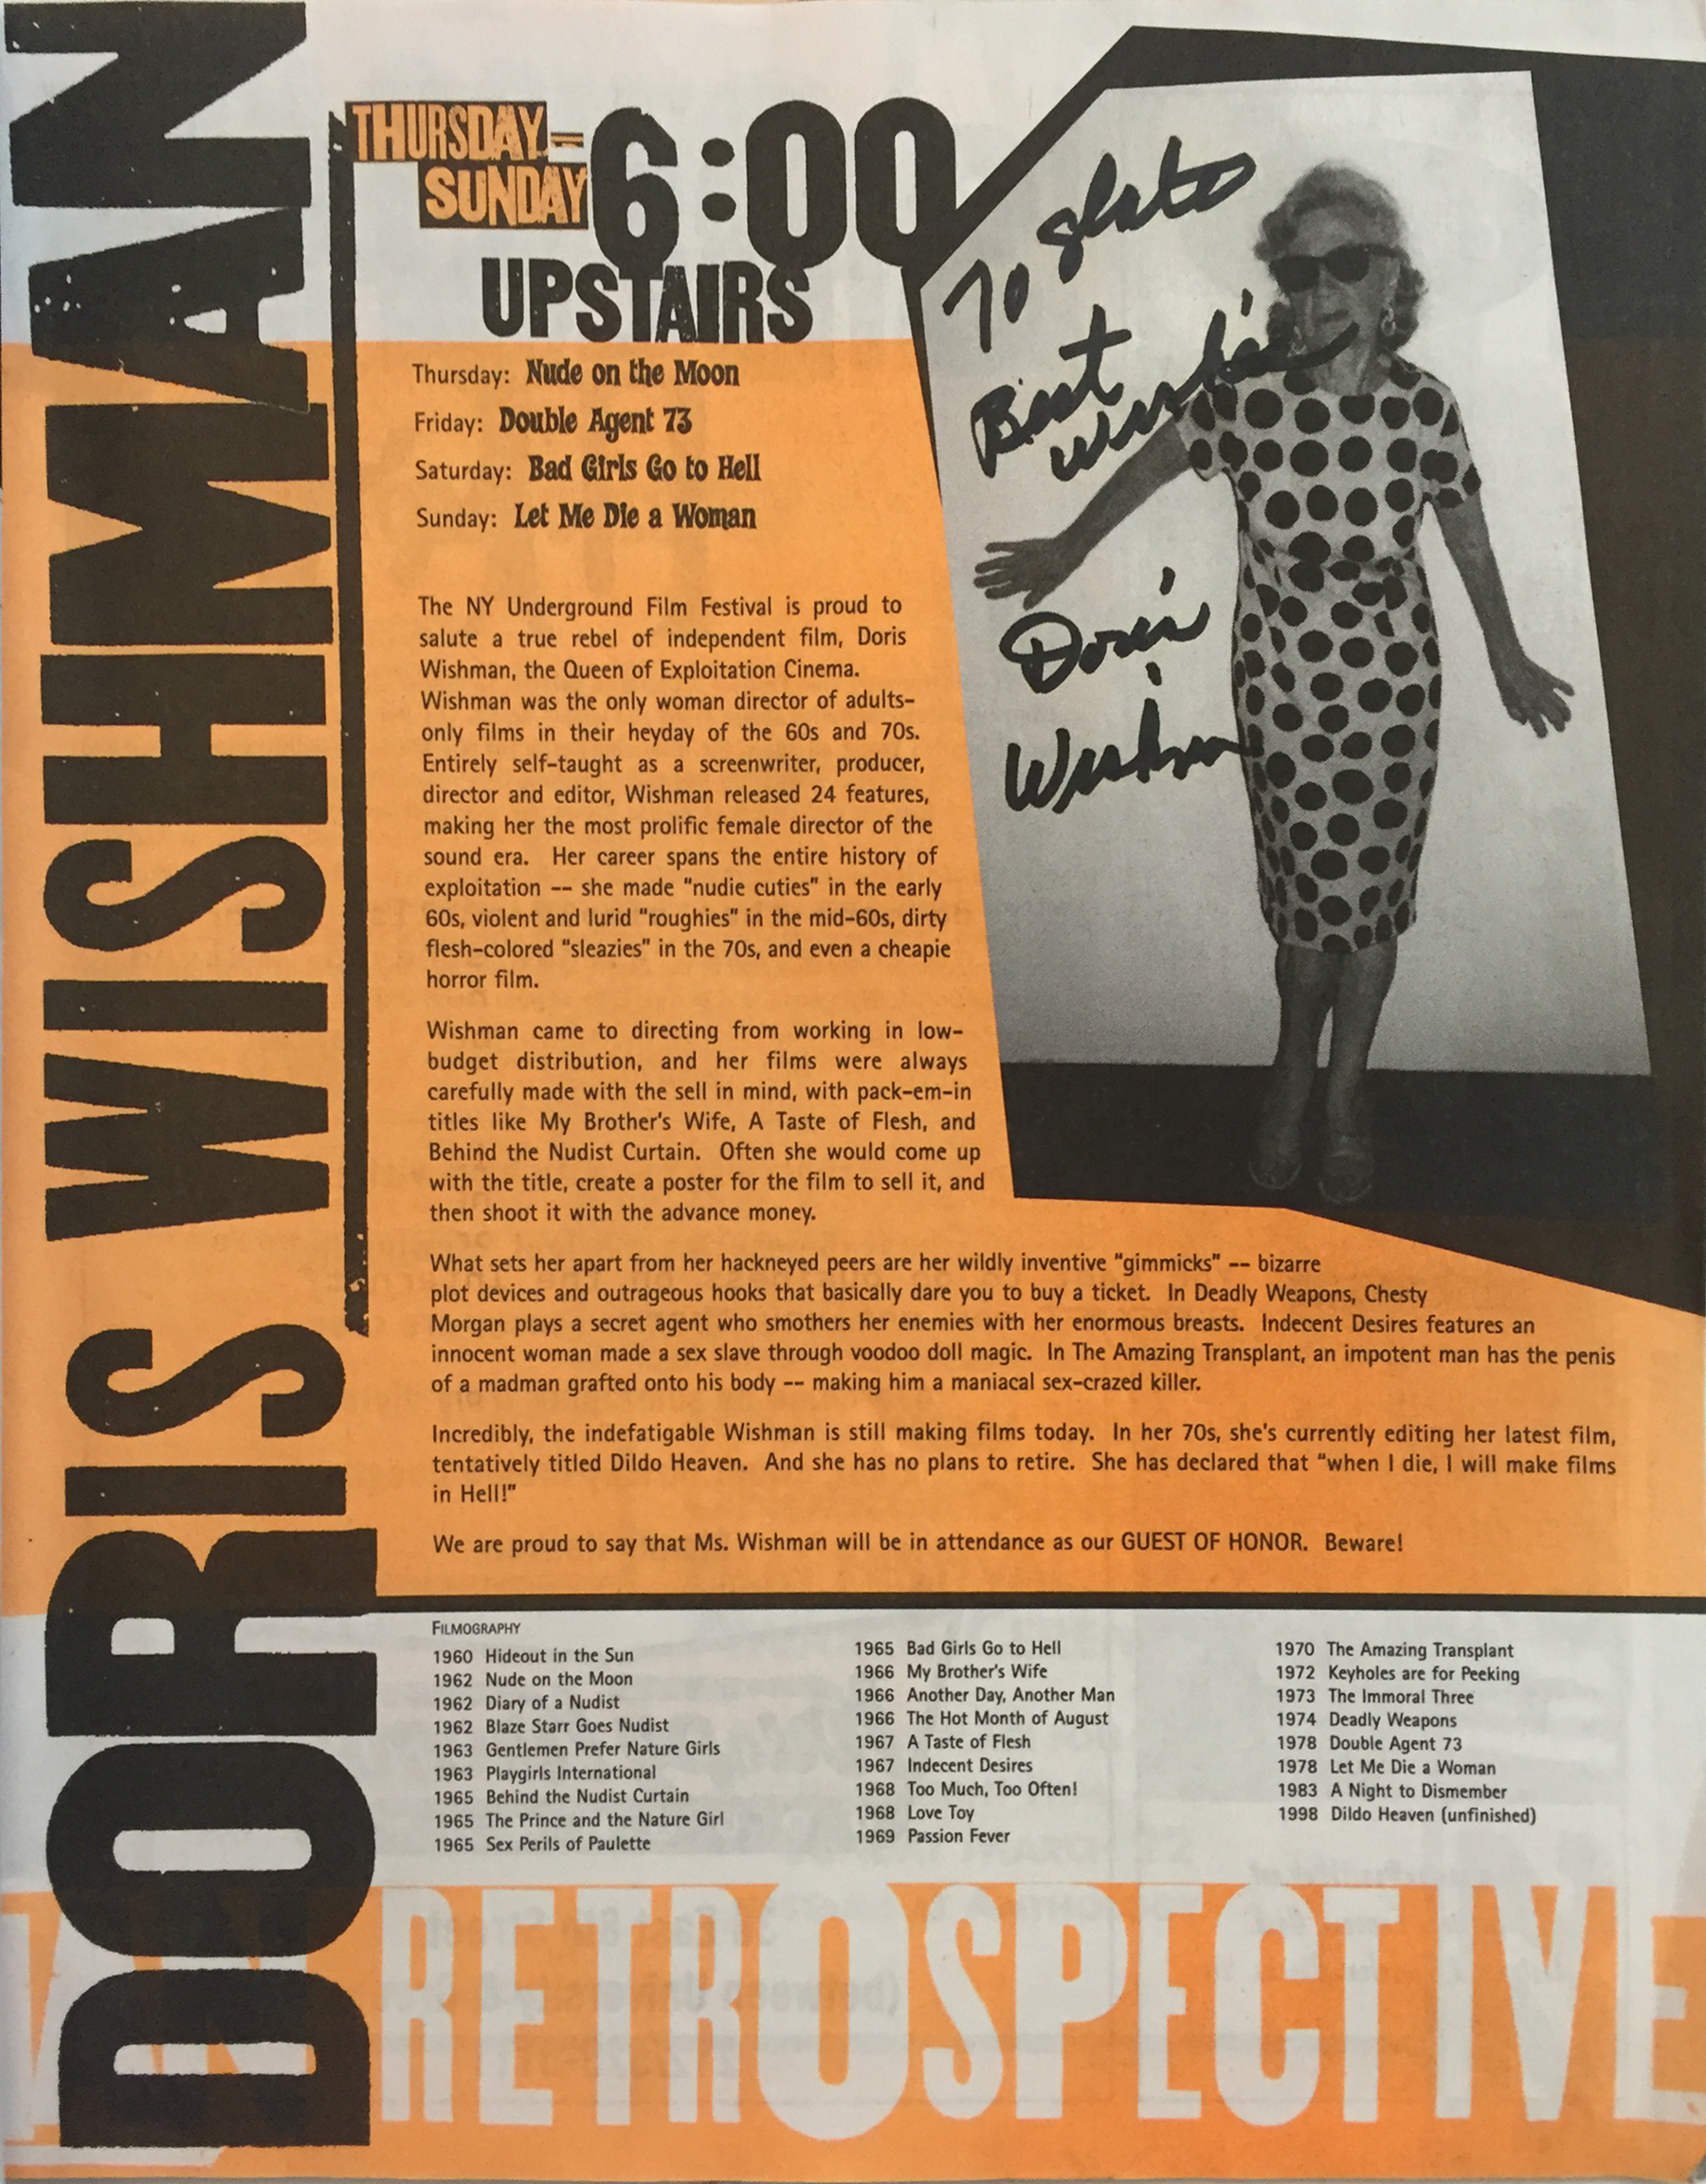 DORIS WISHMAN
THURSDAY-
SUNDAY
6:00
UPSTAIRS
Thursday: Nude on the Moon
Friday: Double Agent 73
Saturday: Bad Girls Go to Hell
Sunday: Let Me Die a Woman
To
Best
Wishes
Doris
Wishman
The NY Underground Film Festival is proud to
salute a true rebel of independent film, Doris
Wishman, the Queen of Exploitation Cinema.
Wishman was the only woman director of adults-
only films in their heyday of the 60s and 70s.
Entirely self-taught as a screenwriter, producer,
director and editor, Wishman released 24 features,
making her the most prolific female director of the
sound era. Her career spans the entire history of
exploitation -- she made "nudie cuties" in the early
60s, violent and lurid "roughies" in the mid-60s, dirty
flesh-colored "sleazies" in the 70s, and even a cheapie
horror film.
Wishman came to directing from working in low-
budget distribution, and her films were always
carefully made with the sell in mind, with pack-em-in
titles like My Brother's Wife, A Taste of Flesh, and
Behind the Nudist Curtain. Often she would come up
with the title, create a poster for the film to sell it, and
then shoot it with the advance money.
What sets her apart from her hackneyed peers are her wildly inventive "gimmicks" -- bizarre
plot devices and outrageous hooks that basically dare you to buy a ticket. In Deadly Weapons, Chesty
Morgan plays a secret agent who smothers her enemies with her enormous breasts. Indecent Desires features an
innocent woman made a sex slave through voodoo doll magic. In The Amazing Transplant, an impotent man has the penis
of a madman grafted onto his body -- making him a maniacal sex-crazed killer.
Incredibly, the indefatigable Wishman is still making films today. In her 70s, she's currently editing her latest film,
tentatively titled Dildo Heaven. And she has no plans to retire. She has declared that "when I die, I will make films
in Hell!"
We are proud to say that Ms. Wishman will be in attendance as our GUEST OF HONOR. Beware!
FILMOGRAPHY
1960 Hideout in the Sun
1962 Nude on the Moon
1962 Diary of a Nudist
1962 Blaze Starr Goes Nudist
1963 Gentlemen Prefer Nature Girls
1963 Playgirls International
1965 Behind the Nudist Curtain
1965 The Prince and the Nature Girl
1965 Sex Perils of Paulette
1965 Bad Girls Go to Hell
1966 My Brother's Wife
1966 Another Day, Another Man
1966 The Hot Month of August
1967 A Taste of Flesh
1967 Indecent Desires
1968 Too Much, Too Often!
1968 Love Toy
1969 Passion Fever
1970 The Amazing Transplant
1972 Keyholes are for Peeking
1973 The Immoral Three
1974 Deadly Weapons
1978 Double Agent 73
1978 Let Me Die a Woman
1983 A Night to Dismember
1998 Dildo Heaven (unfinished)
RETROSPECTIVE